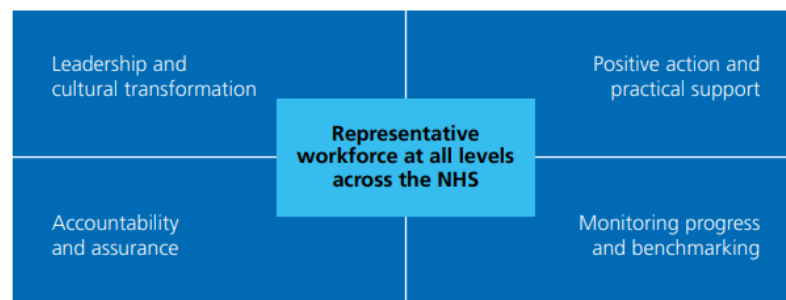 Leadership and
cultural transformation
Positive action and
practical support
Representative
workforce at all levels
across the NHS
Accountability
and assurance
Monitoring progress
and benchmarking